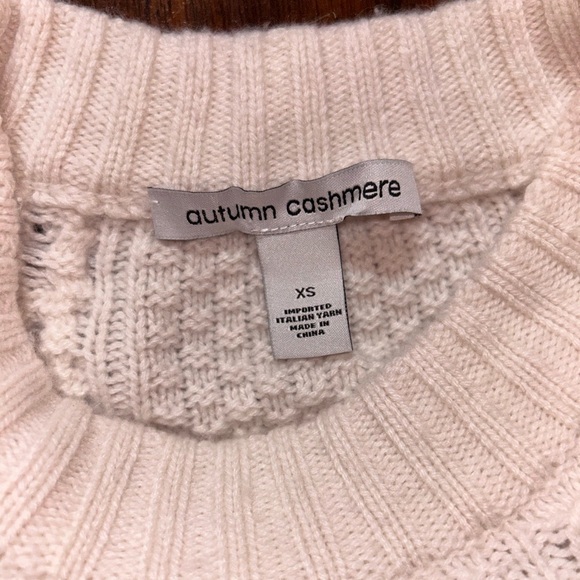 autumn cashmere
XS
IMPORTED
ITALIAN YARN
MADE IN
CHINA